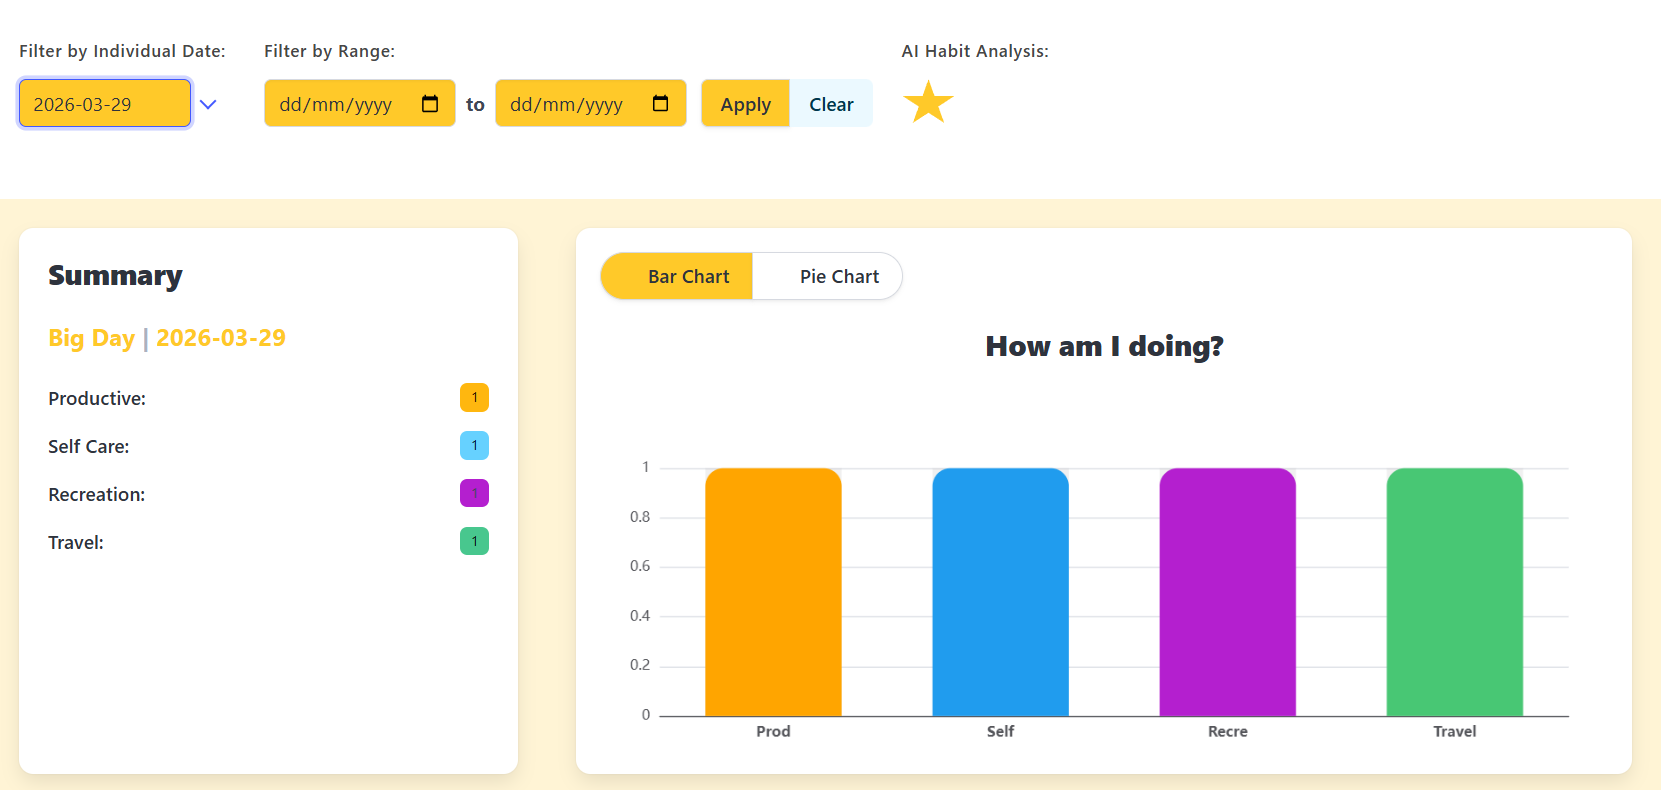 Filter by Individual Date:
2026-03-29
Filter by Range:
dd/mm/yyyy to dd/mm/yyyy Apply Clear
AI Habit Analysis:
Summary
Big Day | 2026-03-29
Productive: 1
Self Care: 1
Recreation: 1
Travel: 1
Bar Chart Pie Chart
How am I doing?
1
0.8
0.6
0.4
0.2
0
Prod Self Recre Travel